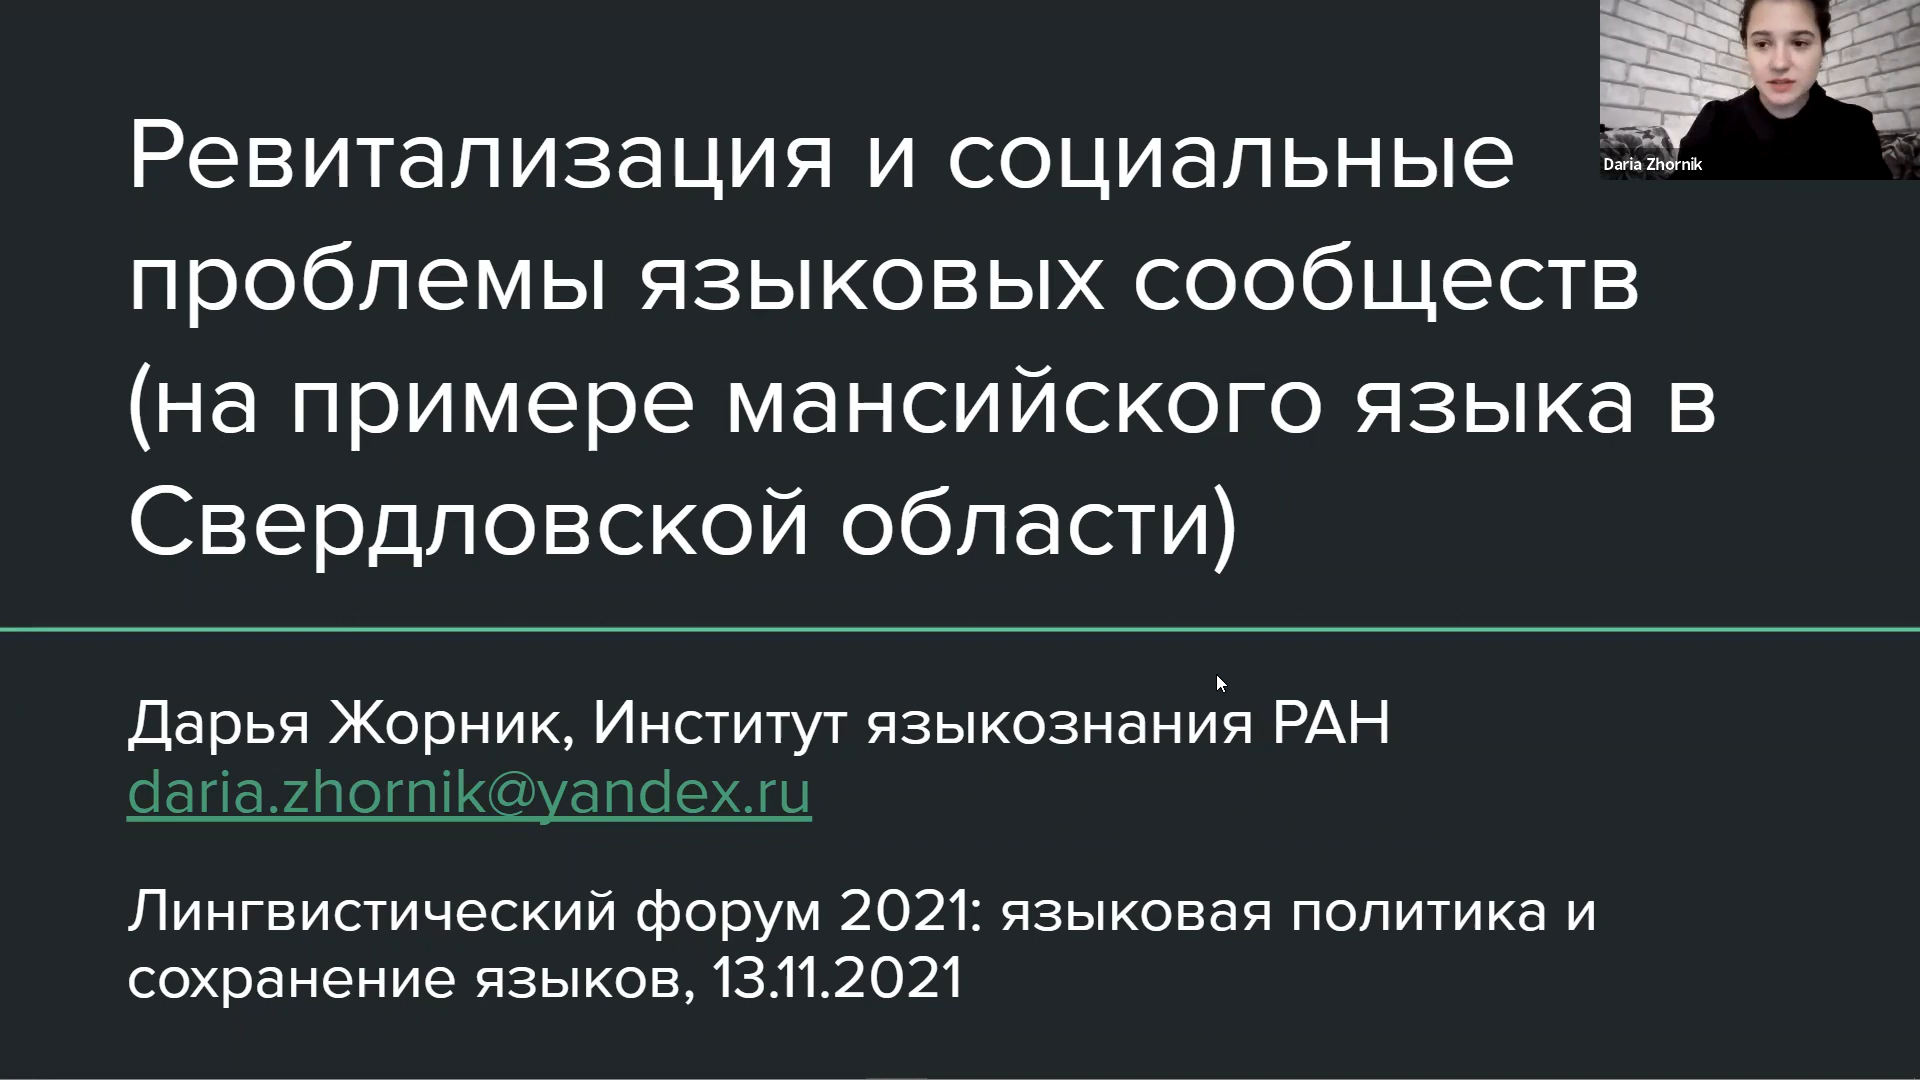 Ревитализация и социальные
проблемы языковых сообществ
(на примере мансийского языка в
Свердловской области)
Daria Zhornik
Дарья Жорник, Институт языкознания РАН
daria.zhornik@yandex.ru
Лингвистический форум 2021: языковая политика и
сохранение языков, 13.11.2021